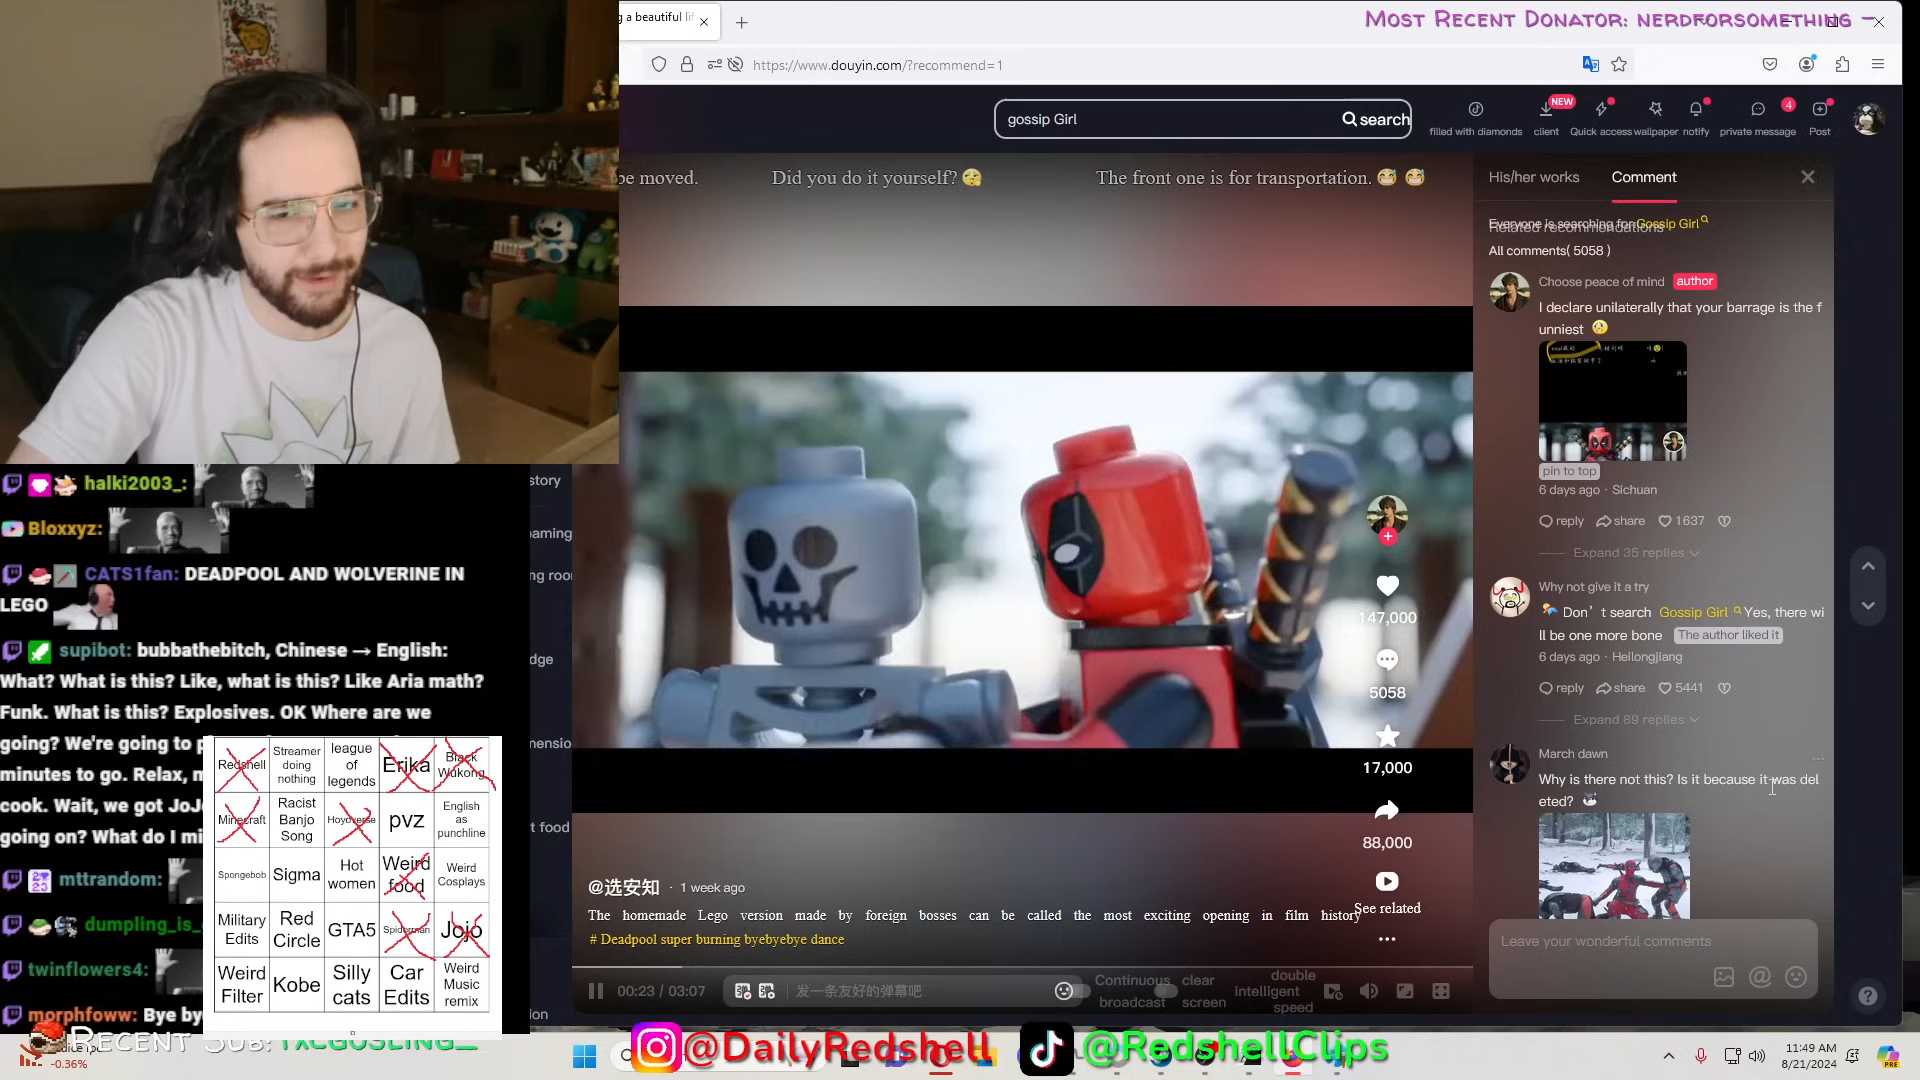 g a beautiful lif
Most Recent Donator: nerdforsomething -
https://www.douyin.com/?recommend=1
gossip Girl
search
filled with diamonds
NEW
client
Quick access
wallpaper
notify
4
private message
Post
be moved.
Did you do it yourself?
The front one is for transportation.
His/her works
Comment
Everyone is searching for Gossip Girl
Related recommendations
All comments( 5058 )
Choose peace of mind
author
I declare unilaterally that your barrage is the f
unniest
pin to top
6 days ago · Sichuan
reply
share
1637
Expand 35 replies
Why not give it a try
Don't search Gossip Girl Yes, there wi
ll be one more bone
The author liked it
6 days ago · Heilongjiang
reply
share
5441
Expand 89 replies
March dawn
Why is there not this? Is it because it was del
eted?
Leave your wonderful comments
147,000
5058
17,000
88,000
See related
@选安知 · 1 week ago
The homemade Lego version made by foreign bosses can be called the most exciting opening in film history
# Deadpool super burning byebyebye dance
00:23 / 03:07
发一条友好的弹幕吧
Continuous
broadcast
clear
screen
double
intelligent
speed
story
eaming
ng roo
dge
mension
t food
ion
halki2003_:
Bloxxyz:
CATS1fan: DEADPOOL AND WOLVERINE IN
LEGO
supibot: bubbathebitch, Chinese → English:
What? What is this? Like, what is this? Like Aria math?
Funk. What is this? Explosives. OK Where are we
going? We're going to p
minutes to go. Relax, m
cook. Wait, we got JoJo
going on? What do I mi
mttrandom:
dumpling_is_
twinflowers4:
morphfoww: Bye by
Redshell
Streamer
doing
nothing
league
of
legends
Erika
Black
Wukong
Minecraft
Racist
Banjo
Song
Hoyoverse
pvz
English
as
punchline
Spongebob
Sigma
Hot
women
Weird
food
Weird
Cosplays
Military
Edits
Red
Circle
GTA5
Spiderman
Jojo
Weird
Filter
Kobe
Silly
cats
Car
Edits
Weird
Music
remix
Recent Sub:
-0.36%
@DailyRedshell
@RedshellClips
11:49 AM
8/21/2024
PRE